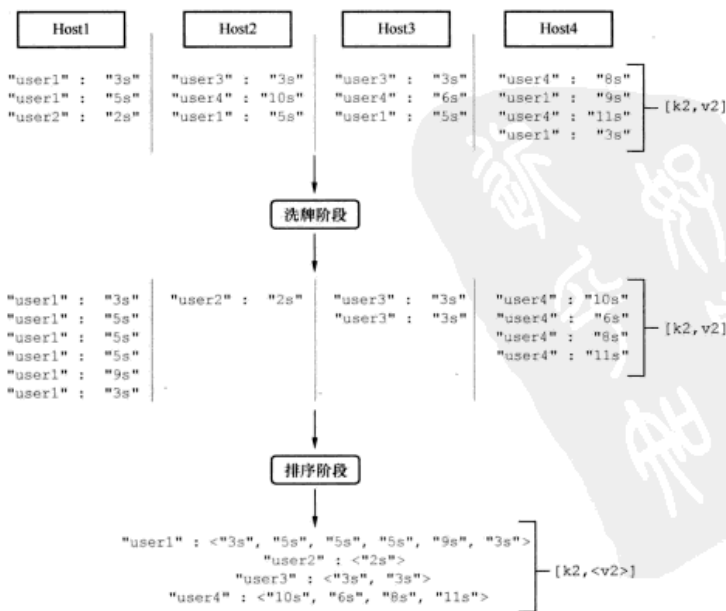 Host1 Host2 Host3 Host4
"user1" : "3s" "user3" : "3s" "user3" : "3s" "user4" : "8s"
"user1" : "5s" "user4" : "10s" "user4" : "6s" "user1" : "9s"
"user2" : "2s" "user1" : "5s" "user1" : "5s" "user4" : "11s"
"user1" : "3s"
[k2,v2]
洗牌阶段
"user1" : "3s" "user2" : "2s" "user3" : "3s" "user4" : "10s"
"user1" : "5s" "user3" : "3s" "user4" : "6s"
"user1" : "5s" "user4" : "8s"
"user1" : "5s" "user4" : "11s"
"user1" : "9s"
"user1" : "3s"
[k2,v2]
排序阶段
"user1" : <"3s", "5s", "5s", "5s", "9s", "3s">
"user2" : <"2s">
"user3" : <"3s", "3s">
"user4" : <"10s", "6s", "8s", "11s">
[k2,<v2>]